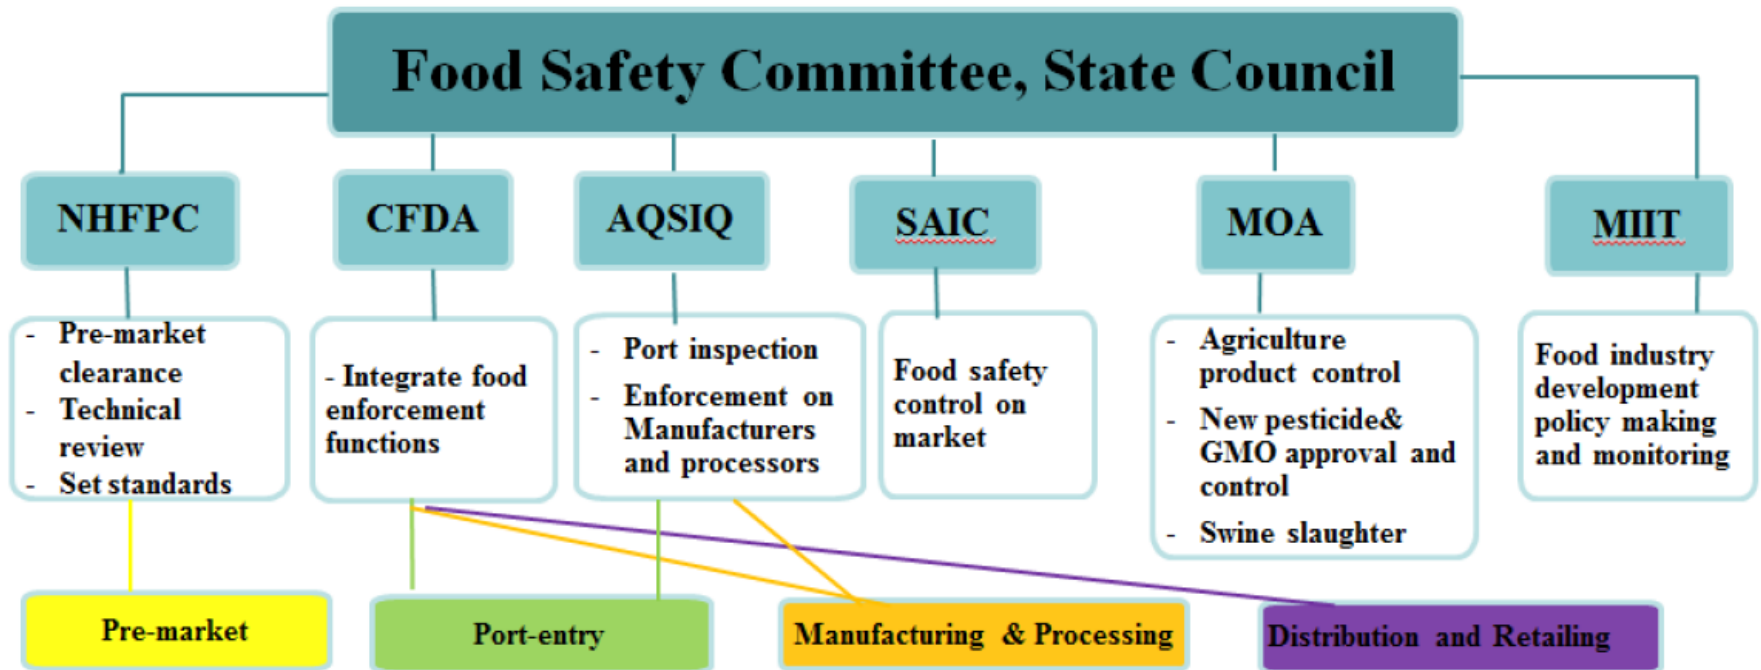 Food Safety Committee, State Council
NHFPC
CFDA
AQSIQ
SAIC
MOA
MIIT
- Pre-market
clearance
- Technical
review
- Set standards
- Integrate food
enforcement
functions
- Port inspection
- Enforcement on
Manufacturers
and processors
Food safety
control on
market
- Agriculture
product control
- New pesticide&
GMO approval and
control
- Swine slaughter
Food industry
development
policy making
and monitoring
Pre-market
Port-entry
Manufacturing & Processing
Distribution and Retailing